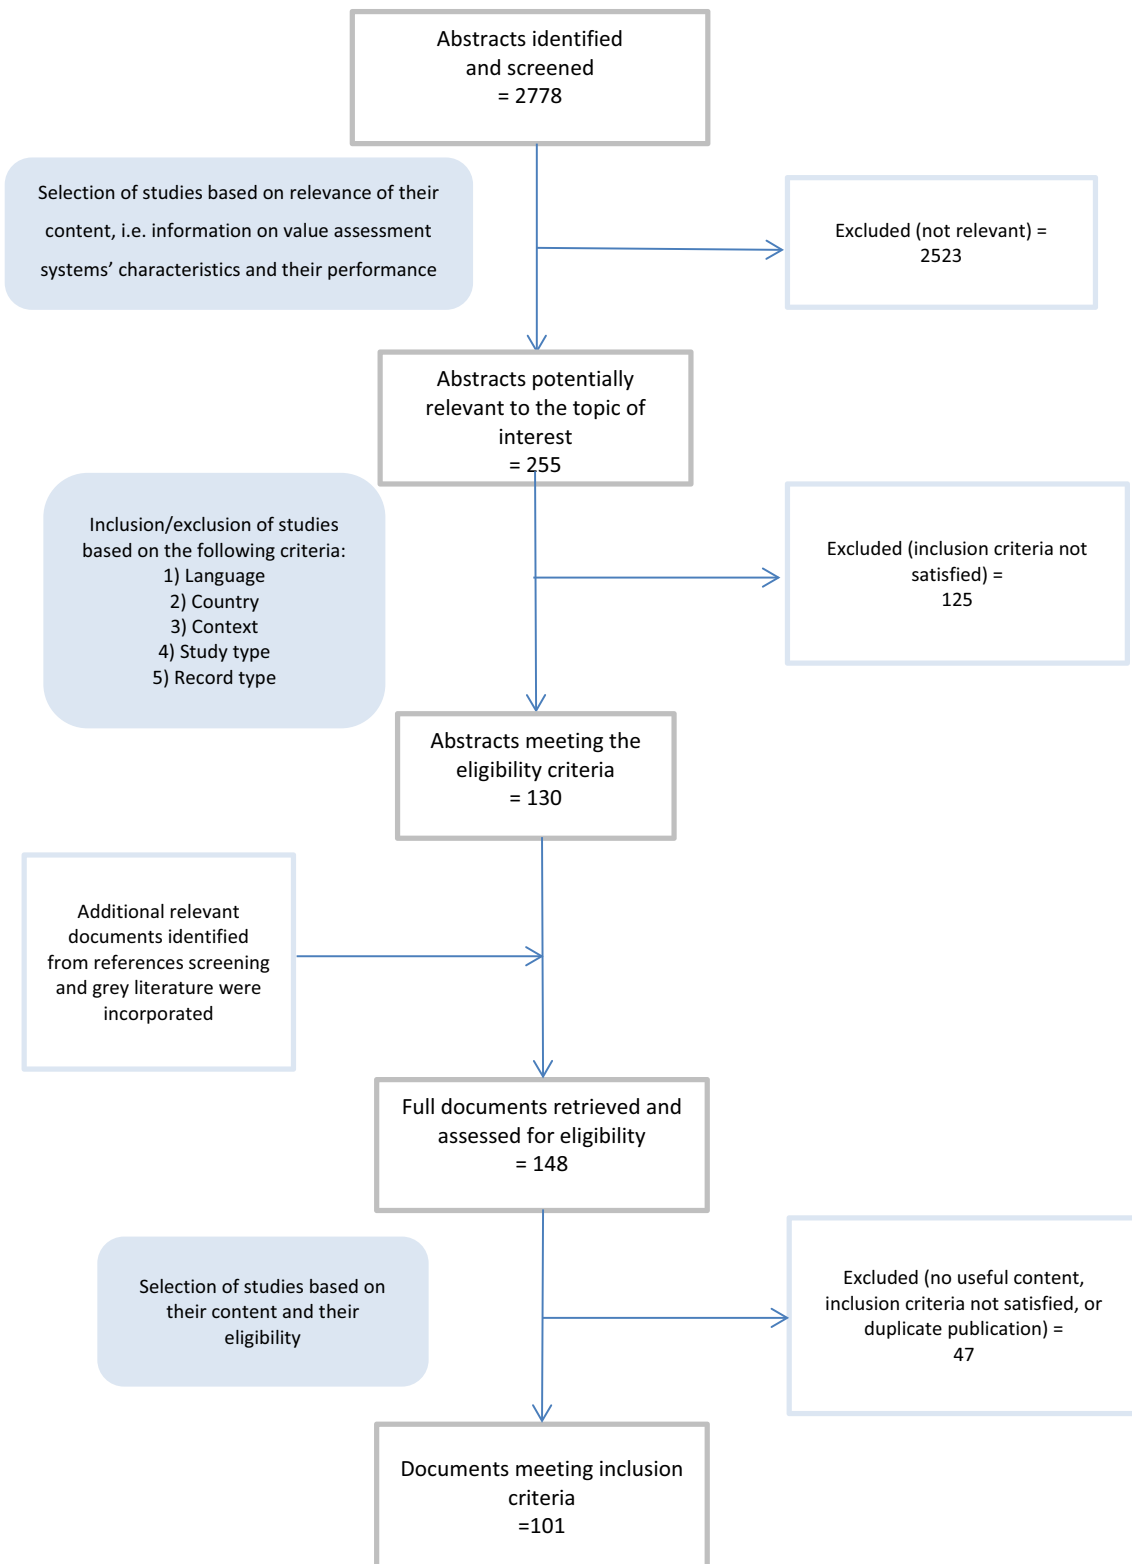 Abstracts identified
and screened
= 2778
Selection of studies based on relevance of their
content, i.e. information on value assessment
systems’ characteristics and their performance
Excluded (not relevant) =
2523
Abstracts potentially
relevant to the topic of
interest
= 255
Inclusion/exclusion of studies
based on the following criteria:
1) Language
2) Country
3) Context
4) Study type
5) Record type
Excluded (inclusion criteria not
satisfied) =
125
Abstracts meeting the
eligibility criteria
= 130
Additional relevant
documents identified
from references screening
and grey literature were
incorporated
Full documents retrieved and
assessed for eligibility
= 148
Selection of studies based on
their content and their
eligibility
Excluded (no useful content,
inclusion criteria not satisfied, or
duplicate publication) =
47
Documents meeting inclusion
criteria
=101